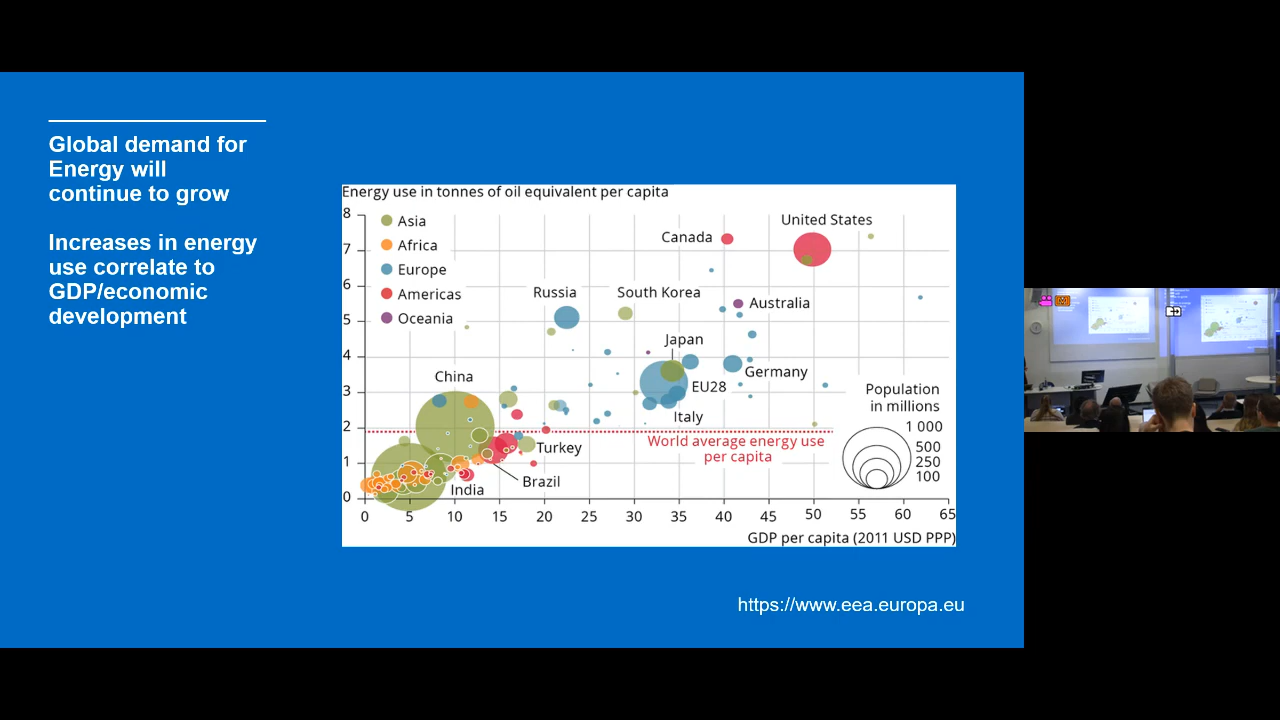 Global demand for
Energy will
continue to grow
Increases in energy
use correlate to
GDP/economic
development
Energy use in tonnes of oil equivalent per capita
8
7
6
5
4
3
2
1
0
Asia
Africa
Europe
Americas
Oceania
United States
Canada
Russia
South Korea
Australia
Japan
Germany
China
EU28
Italy
Turkey
Brazil
India
World average energy use
per capita
Population
in millions
1 000
500
250
100
0 5 10 15 20 25 30 35 40 45 50 55 60 65
GDP per capita (2011 USD PPP)
https://www.eea.europa.eu